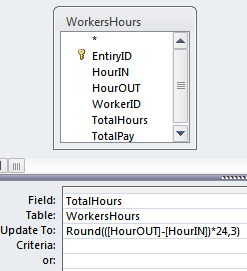 WorkersHours
*
EntiryID
HourIN
HourOUT
WorkerID
TotalHours
TotalPay
Field: TotalHours
Table: WorkersHours
Update To: Round(([HourOUT]-[HourIN])*24,3)
Criteria:
or: